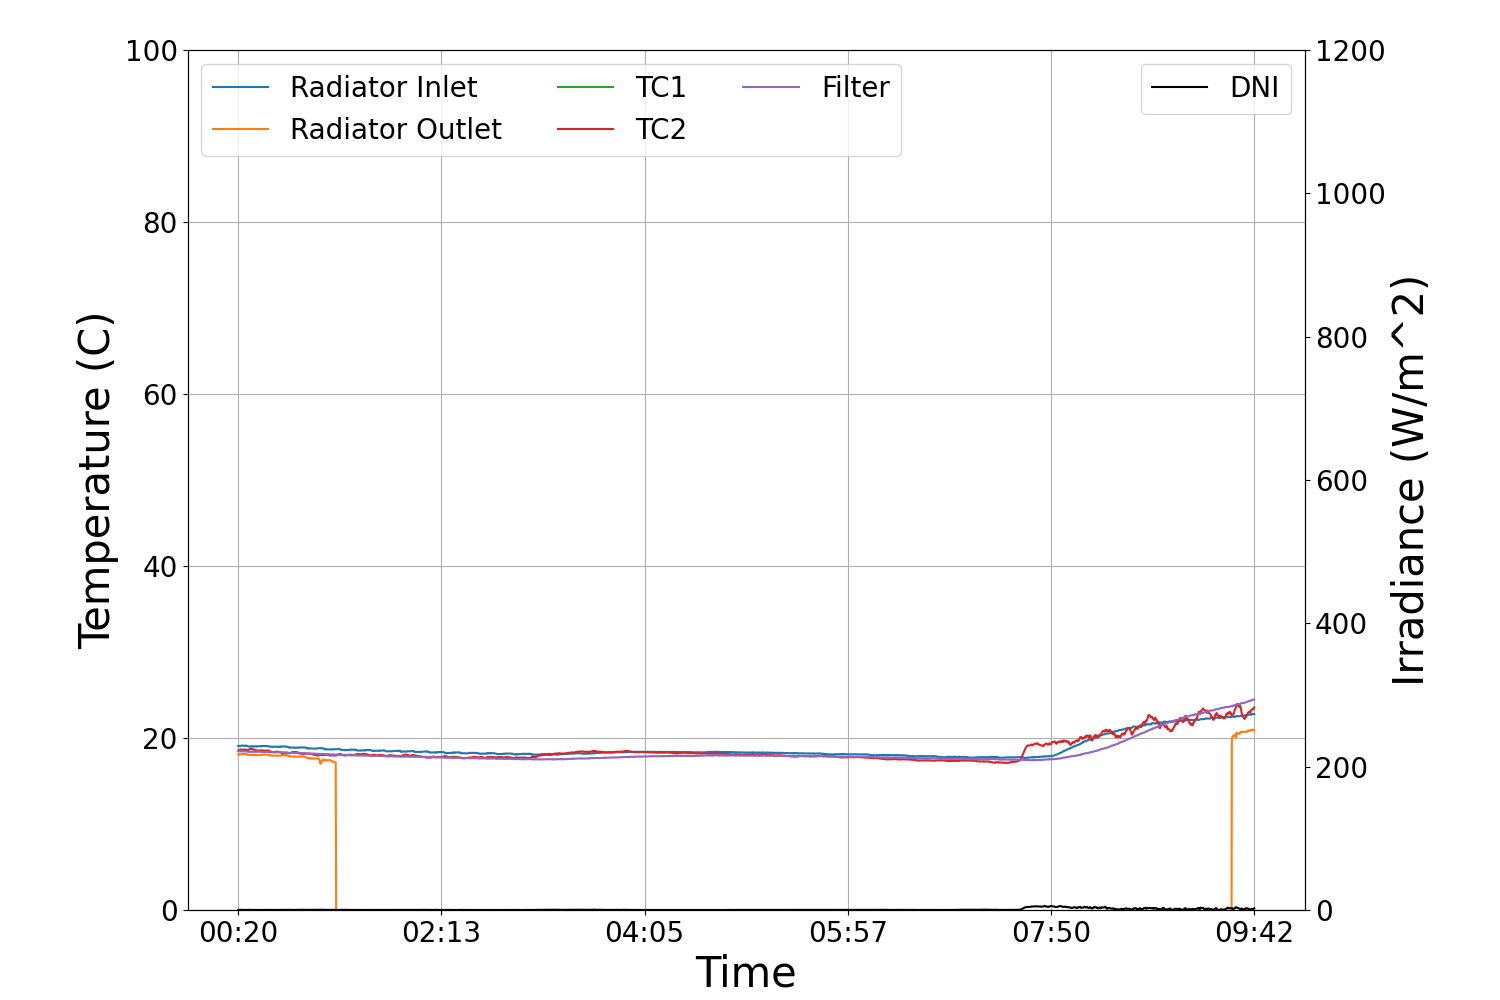 100
80
60
40
20
0
Temperature (C)
Radiator Inlet
Radiator Outlet
TC1
TC2
Filter
DNI
1200
1000
800
600
400
200
0
Irradiance (W/m^2)
00:20 02:13 04:05 05:57 07:50 09:42
Time